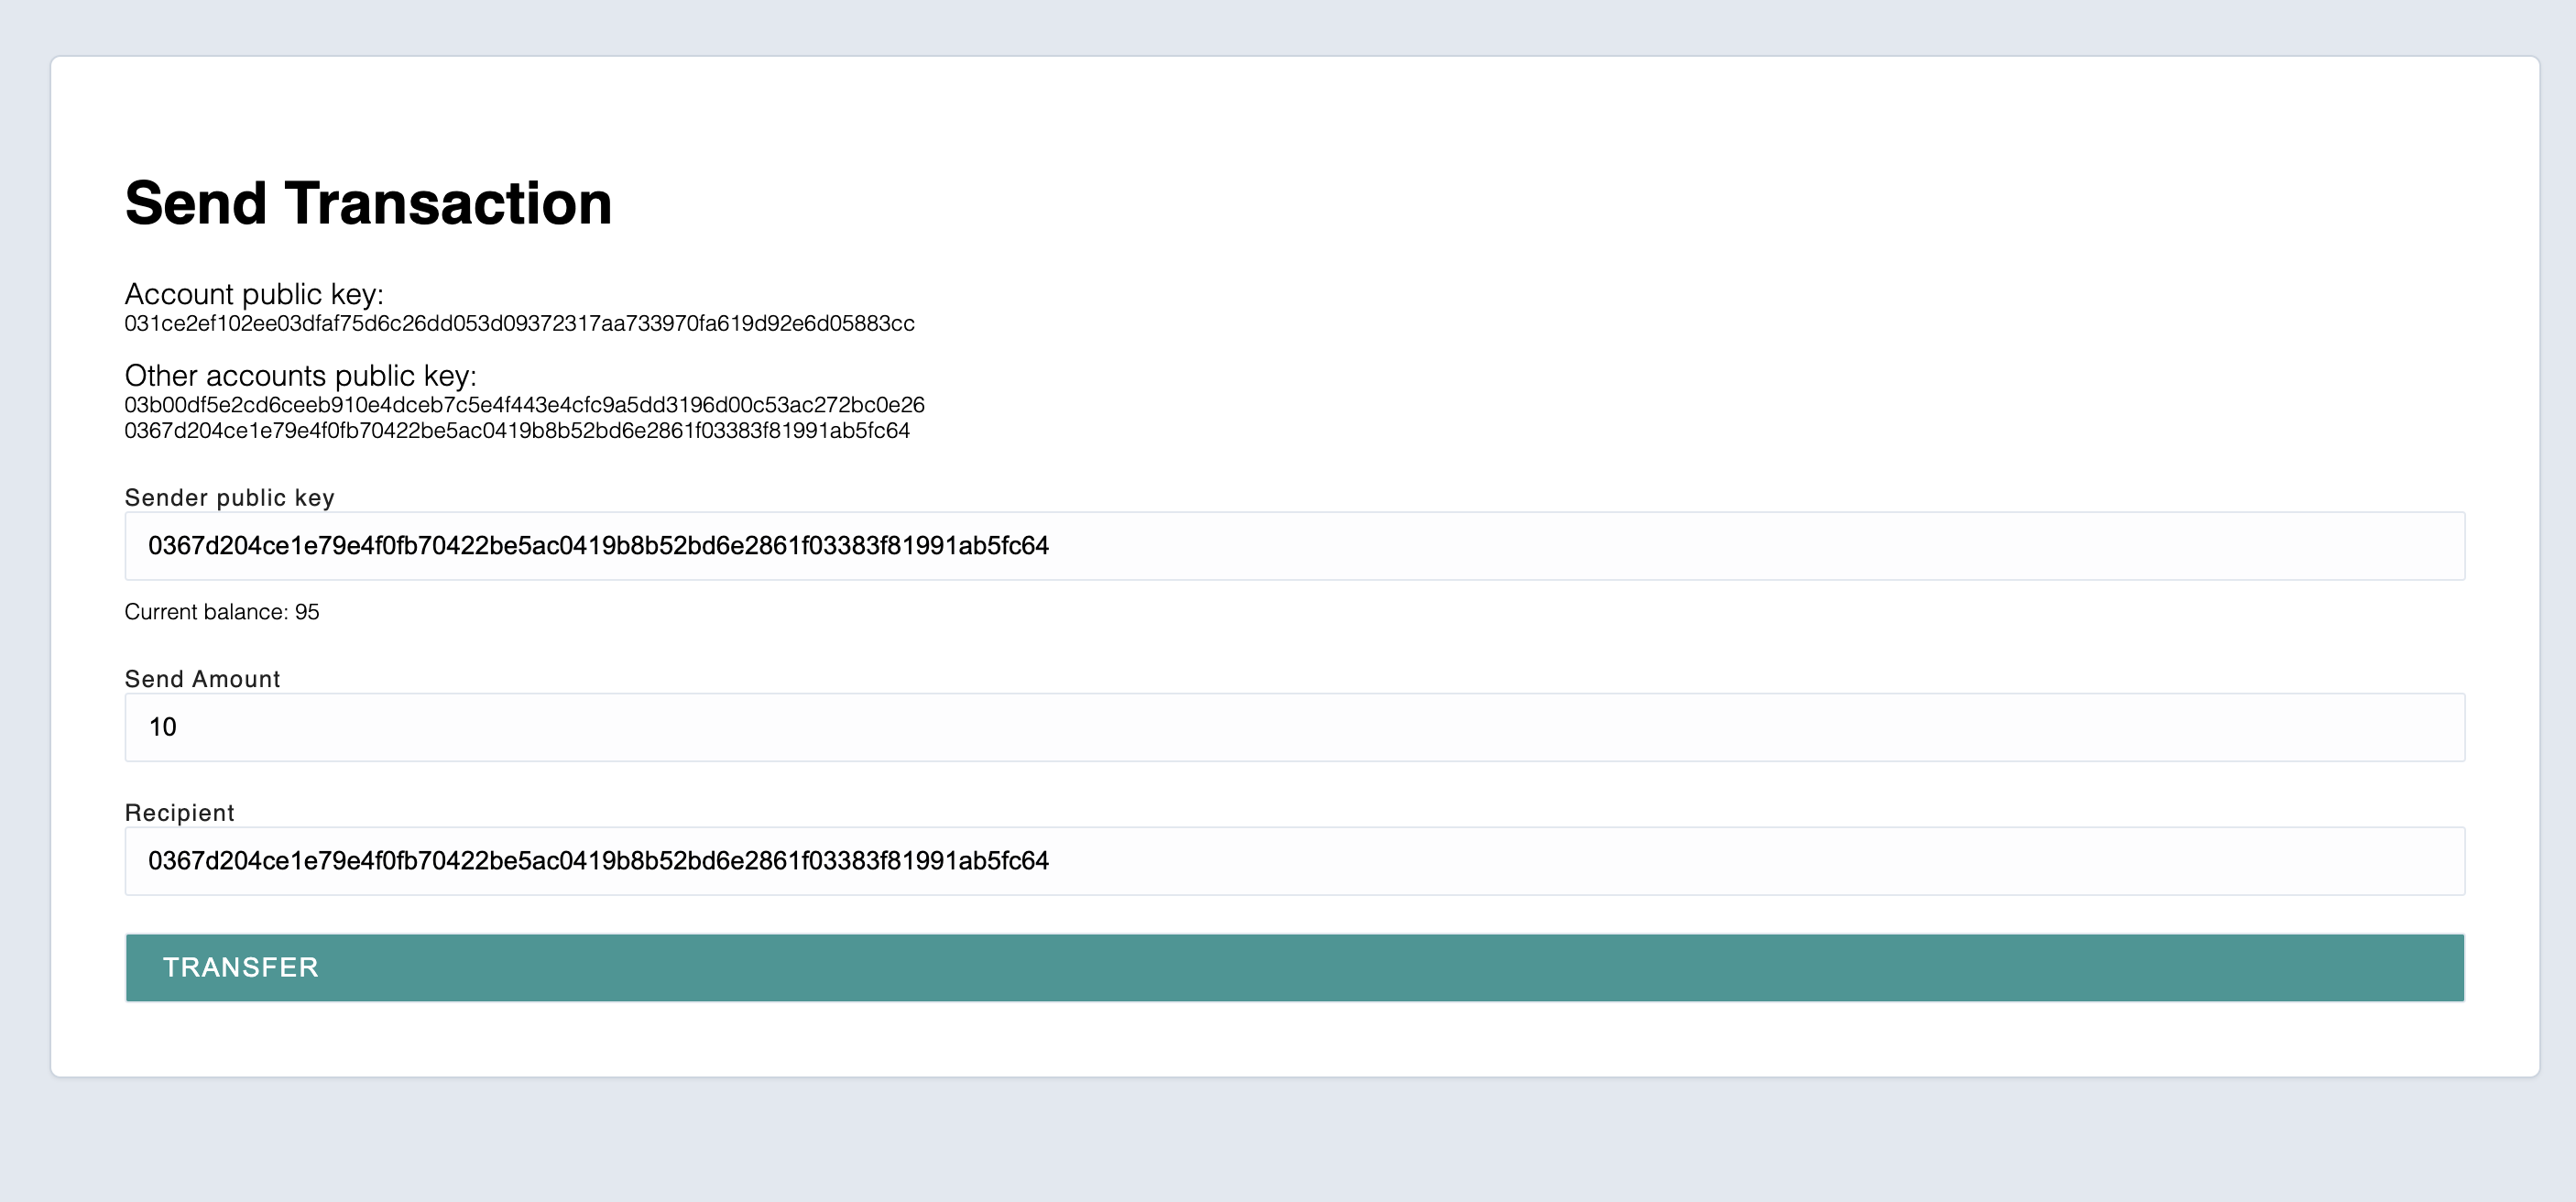 Send Transaction
Account public key:
031ce2ef102ee03dfaf75d6c26dd053d09372317aa733970fa619d92e6d05883cc
Other accounts public key:
03b00df5e2cd6ceeb910e4dceb7c5e4f443e4cfc9a5dd3196d00c53ac272bc0e26
0367d204ce1e79e4f0fb70422be5ac0419b8b52bd6e2861f03383f81991ab5fc64
Sender public key
0367d204ce1e79e4f0fb70422be5ac0419b8b52bd6e2861f03383f81991ab5fc64
Current balance: 95
Send Amount
10
Recipient
0367d204ce1e79e4f0fb70422be5ac0419b8b52bd6e2861f03383f81991ab5fc64
TRANSFER